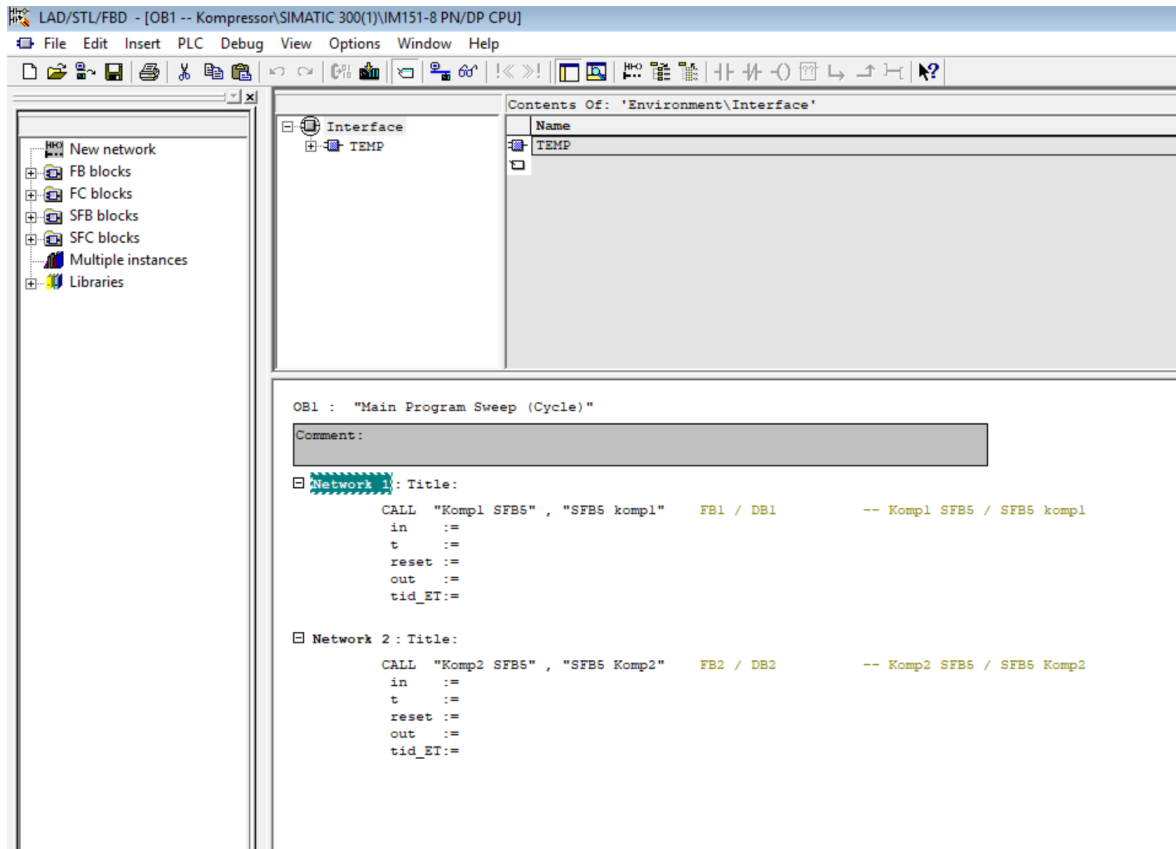 LAD/STL/FBD - [OB1 -- Kompressor\SIMATIC 300(1)\IM151-8 PN/DP CPU]
File Edit Insert PLC Debug View Options Window Help
Contents Of: 'Environment\Interface'
Interface
TEMP
Name
TEMP
New network
FB blocks
FC blocks
SFB blocks
SFC blocks
Multiple instances
Libraries
OB1 : "Main Program Sweep (Cycle)"
Comment:
Network 1 : Title:
CALL "Komp1 SFB5" , "SFB5 komp1" FB1 / DB1 -- Komp1 SFB5 / SFB5 komp1
in :=
t :=
reset :=
out :=
tid_ET:=
Network 2 : Title:
CALL "Komp2 SFB5" , "SFB5 Komp2" FB2 / DB2 -- Komp2 SFB5 / SFB5 Komp2
in :=
t :=
reset :=
out :=
tid_ET:=